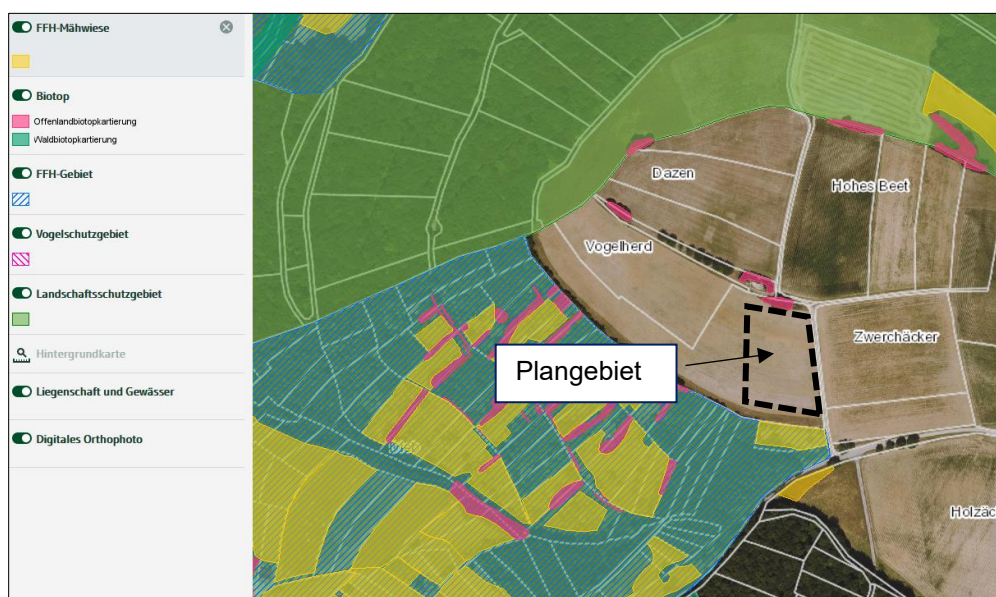 FFH-Mähwiese
Biotop
Offenlandbiotopkartierung
Waldbiotopkartierung
FFH-Gebiet
Vogelschutzgebiet
Landschaftsschutzgebiet
Hintergrundkarte
Liegenschaft und Gewässer
Digitales Orthophoto
Dazen
Hohes Beet
Vogelherd
Zwerchäcker
Plangebiet
Holzäc